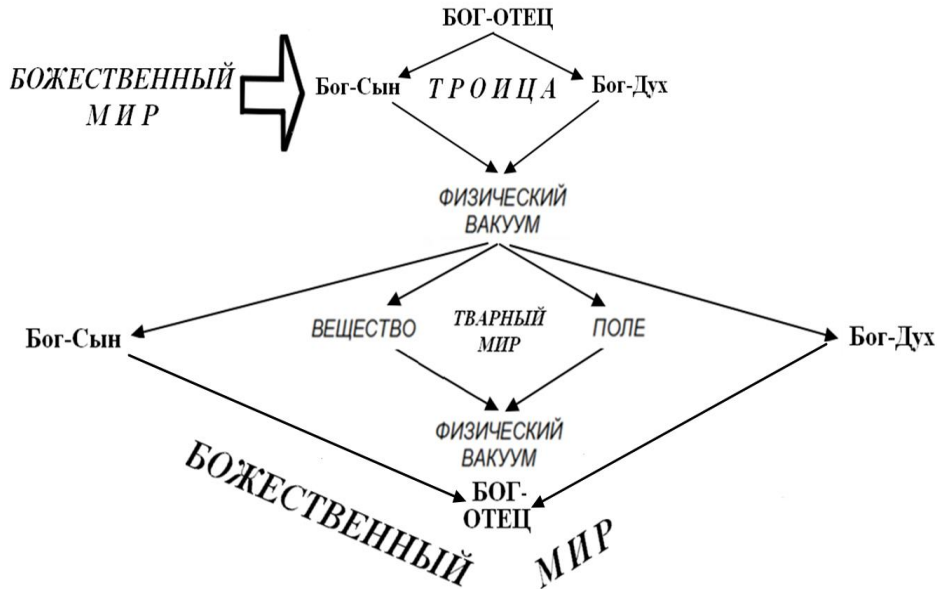 БОГ-ОТЕЦ
БОЖЕСТВЕННЫЙ
МИР
Бог-Сын
ТРОИЦА
Бог-Дух
ФИЗИЧЕСКИЙ
ВАКУУМ
ВЕЩЕСТВО
ТВАРНЫЙ
МИР
ПОЛЕ
Бог-Сын
Бог-Дух
ФИЗИЧЕСКИЙ
ВАКУУМ
БОГ-
ОТЕЦ
БОЖЕСТВЕННЫЙ
МИР